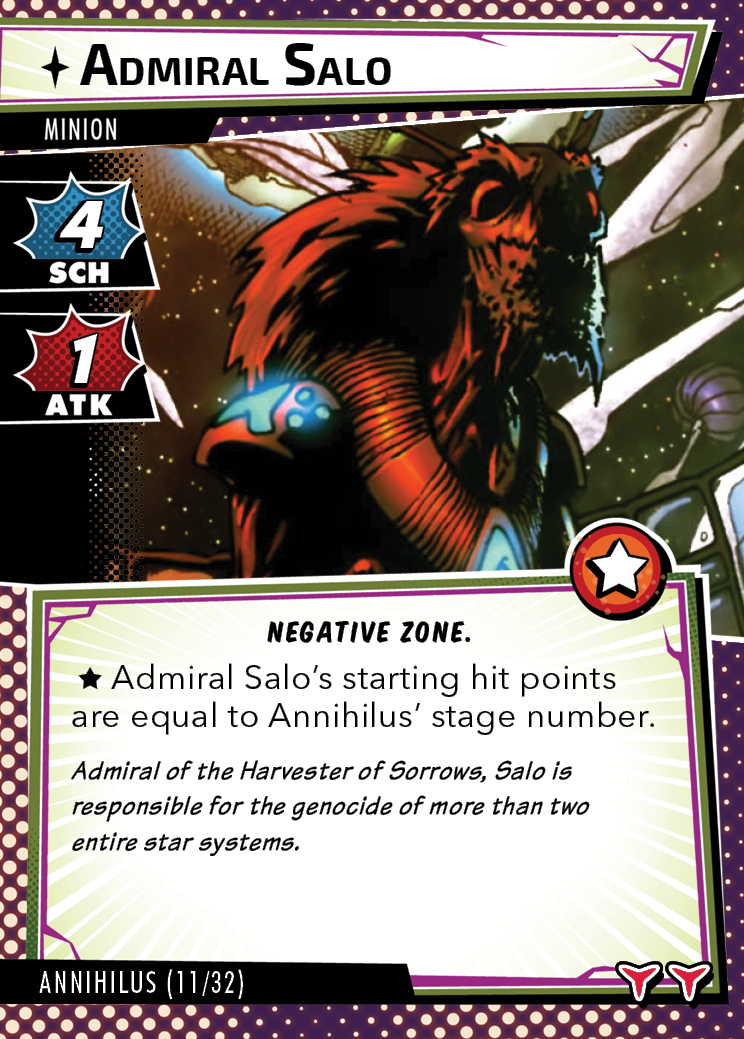 Admiral Salo
MINION
4
SCH
1
ATK
NEGATIVE ZONE.
★ Admiral Salo’s starting hit points
are equal to Annihilus’ stage number.
Admiral of the Harvester of Sorrows, Salo is
responsible for the genocide of more than two
entire star systems.
ANNIHILUS (11/32)